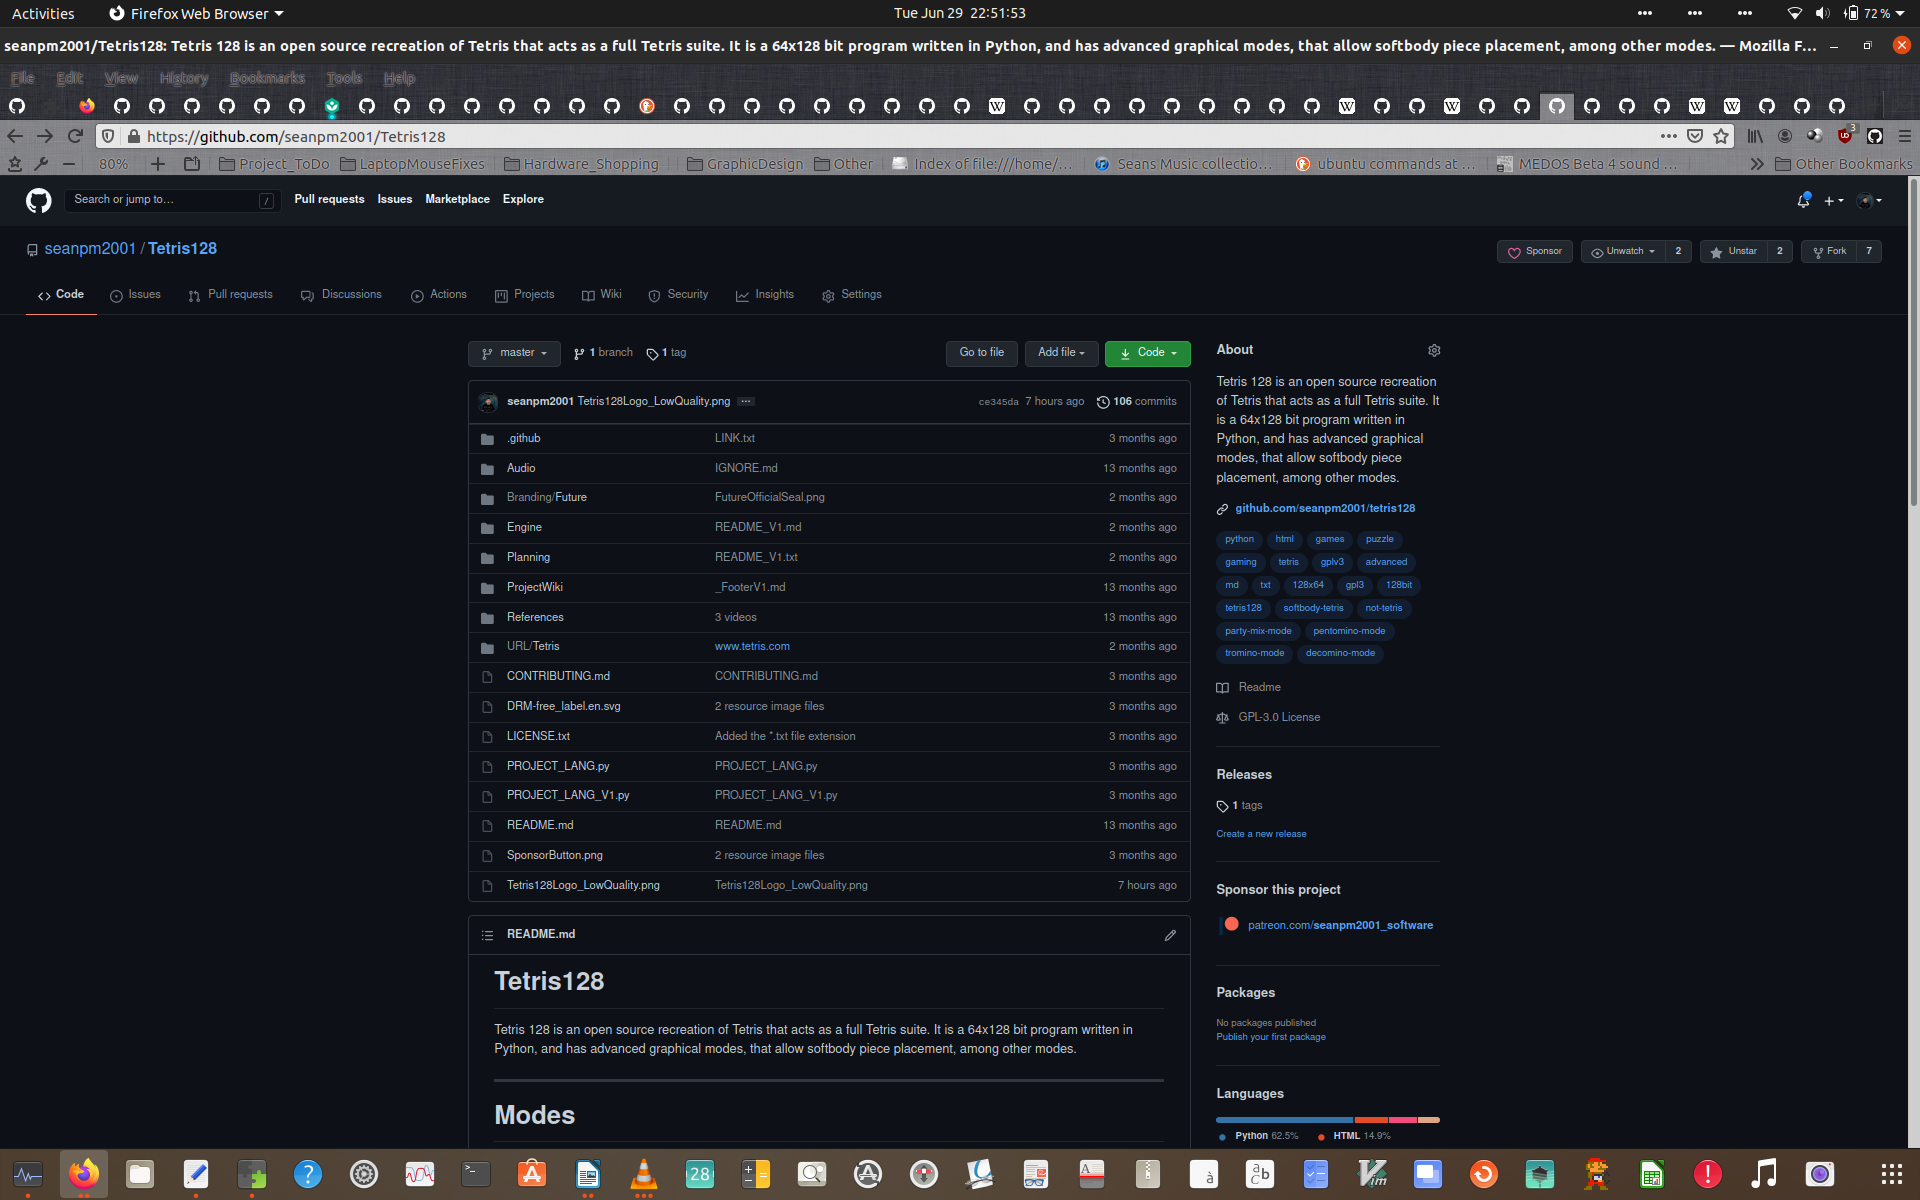 Activities
Firefox Web Browser
Tue Jun 29 22:51:53
72 %
seanpm2001/Tetris128: Tetris 128 is an open source recreation of Tetris that acts as a full Tetris suite. It is a 64x128 bit program written in Python, and has advanced graphical modes, that allow softbody piece placement, among other modes. — Mozilla F…
File Edit View History Bookmarks Tools Help
https://github.com/seanpm2001/Tetris128
3
80%
Project_ToDo
LaptopMouseFixes
Hardware_Shopping
GraphicDesign
Other
Index of file:///home/…
Seans Music collectio…
ubuntu commands at …
MEDOS Beta 4 sound …
Other Bookmarks
Search or jump to…
/
Pull requests Issues Marketplace Explore
seanpm2001 / Tetris128
Sponsor
Unwatch 2
Unstar 2
Fork 7
Code
Issues
Pull requests
Discussions
Actions
Projects
Wiki
Security
Insights
Settings
master
1 branch
1 tag
Go to file
Add file
Code
seanpm2001 Tetris128Logo_LowQuality.png ce345da 7 hours ago 106 commits
.github LINK.txt 3 months ago
Audio IGNORE.md 13 months ago
Branding/Future FutureOfficialSeal.png 2 months ago
Engine README_V1.md 2 months ago
Planning README_V1.txt 2 months ago
ProjectWiki _FooterV1.md 13 months ago
References 3 videos 13 months ago
URL/Tetris www.tetris.com 2 months ago
CONTRIBUTING.md CONTRIBUTING.md 3 months ago
DRM-free_label.en.svg 2 resource image files 3 months ago
LICENSE.txt Added the *.txt file extension 3 months ago
PROJECT_LANG.py PROJECT_LANG.py 3 months ago
PROJECT_LANG_V1.py PROJECT_LANG_V1.py 3 months ago
README.md README.md 13 months ago
SponsorButton.png 2 resource image files 3 months ago
Tetris128Logo_LowQuality.png Tetris128Logo_LowQuality.png 7 hours ago
README.md
Tetris128
Tetris 128 is an open source recreation of Tetris that acts as a full Tetris suite. It is a 64x128 bit program written in
Python, and has advanced graphical modes, that allow softbody piece placement, among other modes.
Modes
About
Tetris 128 is an open source recreation
of Tetris that acts as a full Tetris suite. It
is a 64x128 bit program written in
Python, and has advanced graphical
modes, that allow softbody piece
placement, among other modes.
github.com/seanpm2001/tetris128
python html games puzzle
gaming tetris gplv3 advanced
md txt 128x64 gpl3 128bit
tetris128 softbody-tetris not-tetris
party-mix-mode pentomino-mode
tromino-mode decomino-mode
Readme
GPL-3.0 License
Releases
1 tags
Create a new release
Sponsor this project
patreon.com/seanpm2001_software
Packages
No packages published
Publish your first package
Languages
Python 62.5% HTML 14.9%
28